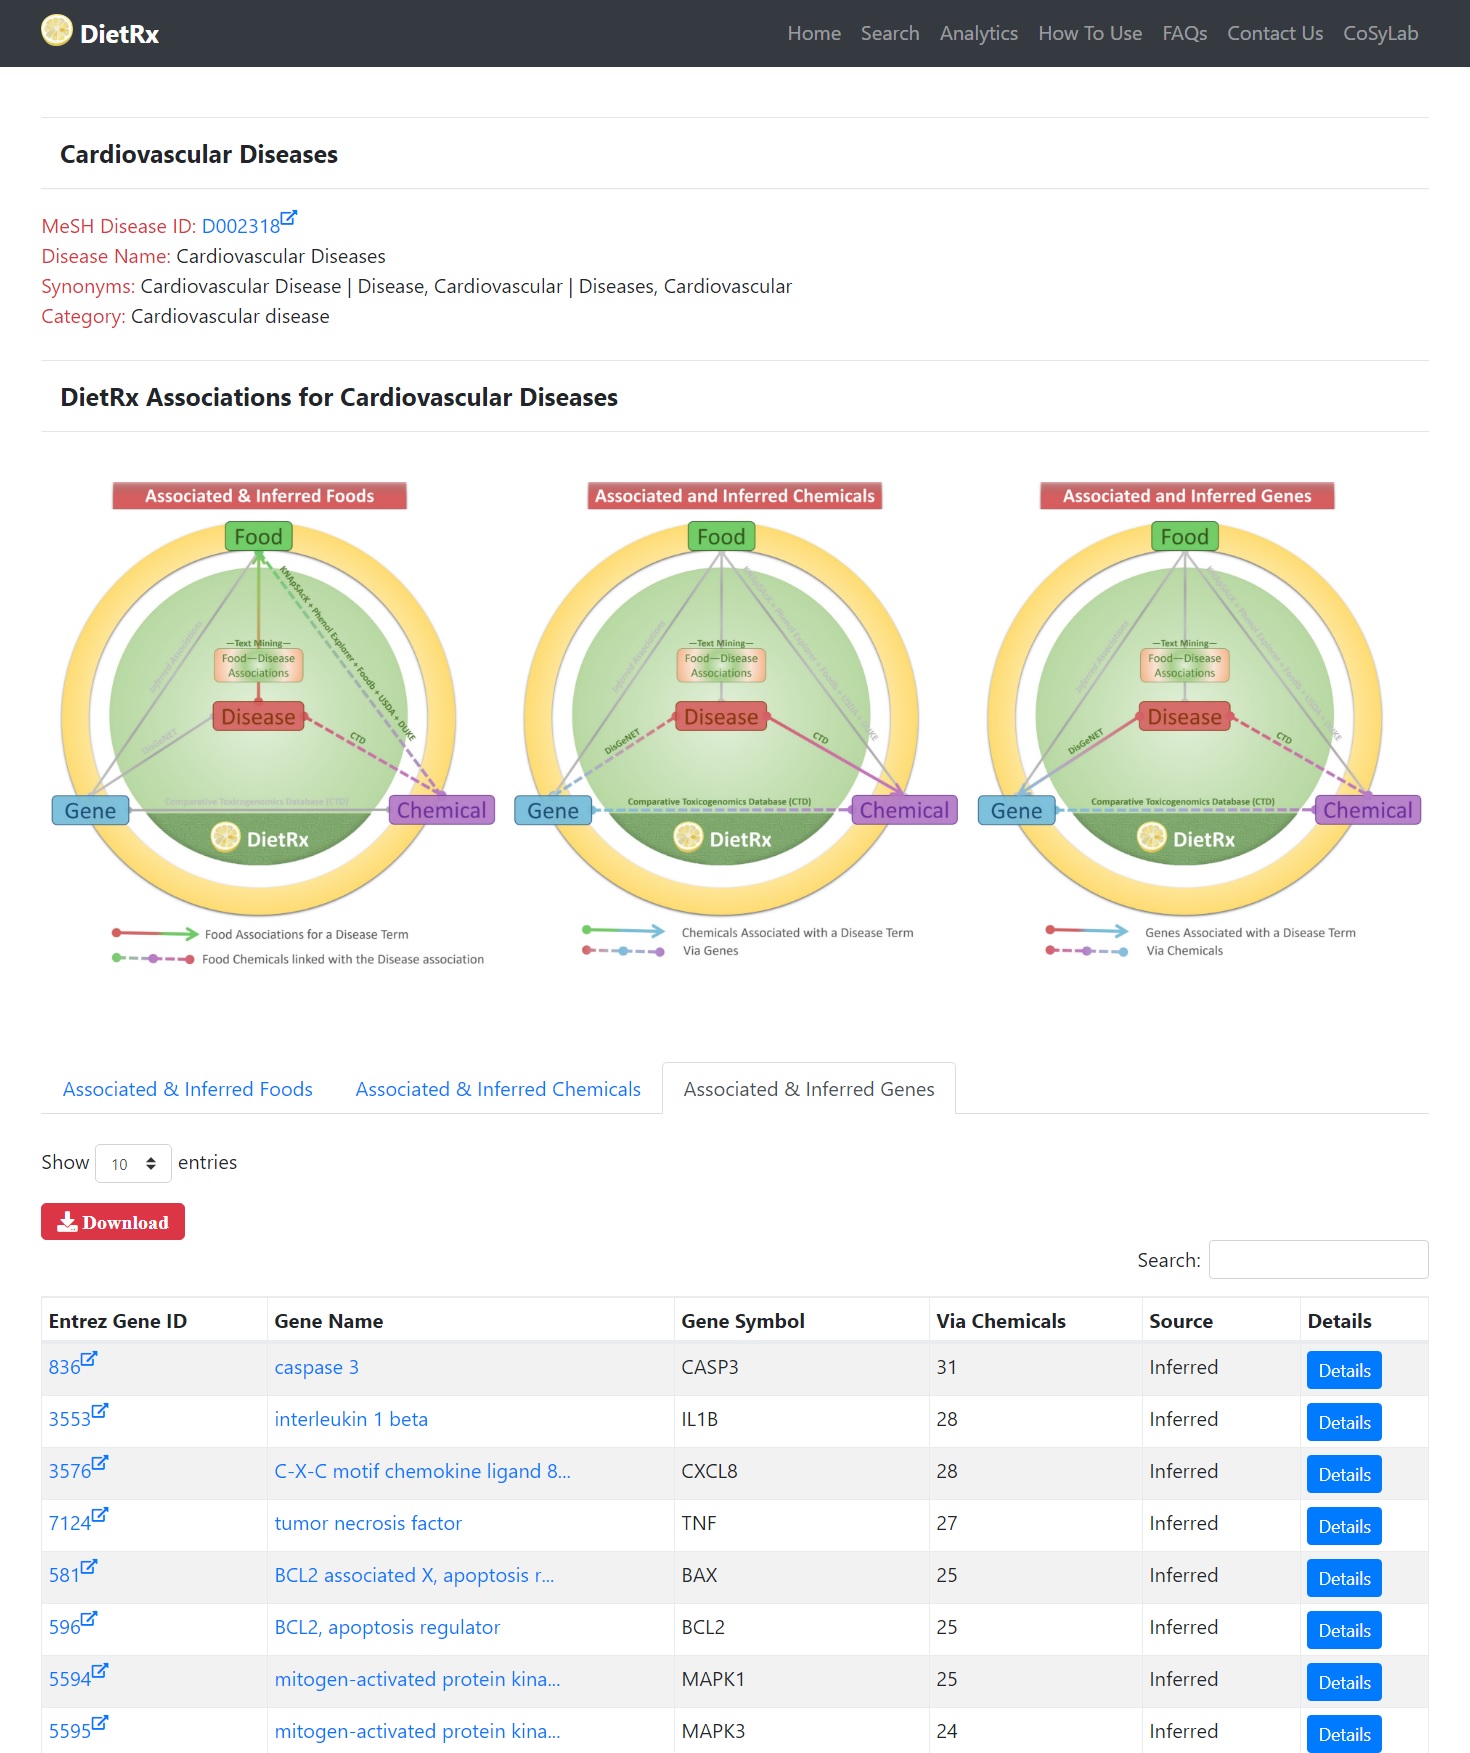 DietRx
Home Search Analytics How To Use FAQs Contact Us CoSyLab
Cardiovascular Diseases
MeSH Disease ID: D002318
Disease Name: Cardiovascular Diseases
Synonyms: Cardiovascular Disease | Disease, Cardiovascular | Diseases, Cardiovascular
Category: Cardiovascular disease
DietRx Associations for Cardiovascular Diseases
Associated & Inferred Foods
Food
KNApSAcK + Phenol Explorer + Foodb + USDA + DUKE
Inferred Associations
—Text Mining—
Food—Disease
Associations
Disease
DisGeNET
CTD
Gene
Comparative Toxicogenomics Database (CTD)
Chemical
DietRx
Food Associations for a Disease Term
Food Chemicals linked with the Disease association
Associated and Inferred Chemicals
Food
KNApSAcK + Phenol Explorer + Foodb + USDA + DUKE
Inferred Associations
—Text Mining—
Food—Disease
Associations
Disease
DisGeNET
CTD
Gene
Comparative Toxicogenomics Database (CTD)
Chemical
DietRx
Chemicals Associated with a Disease Term
Via Genes
Associated and Inferred Genes
Food
KNApSAcK + Phenol Explorer + Foodb + USDA + DUKE
Inferred Associations
—Text Mining—
Food—Disease
Associations
Disease
DisGeNET
CTD
Gene
Comparative Toxicogenomics Database (CTD)
Chemical
DietRx
Genes Associated with a Disease Term
Via Chemicals
Associated & Inferred Foods Associated & Inferred Chemicals Associated & Inferred Genes
Show 10 entries
Download
Search:
Entrez Gene ID Gene Name Gene Symbol Via Chemicals Source Details
836 caspase 3 CASP3 31 Inferred Details
3553 interleukin 1 beta IL1B 28 Inferred Details
3576 C-X-C motif chemokine ligand 8... CXCL8 28 Inferred Details
7124 tumor necrosis factor TNF 27 Inferred Details
581 BCL2 associated X, apoptosis r... BAX 25 Inferred Details
596 BCL2, apoptosis regulator BCL2 25 Inferred Details
5594 mitogen-activated protein kina... MAPK1 25 Inferred Details
5595 mitogen-activated protein kina... MAPK3 24 Inferred Details